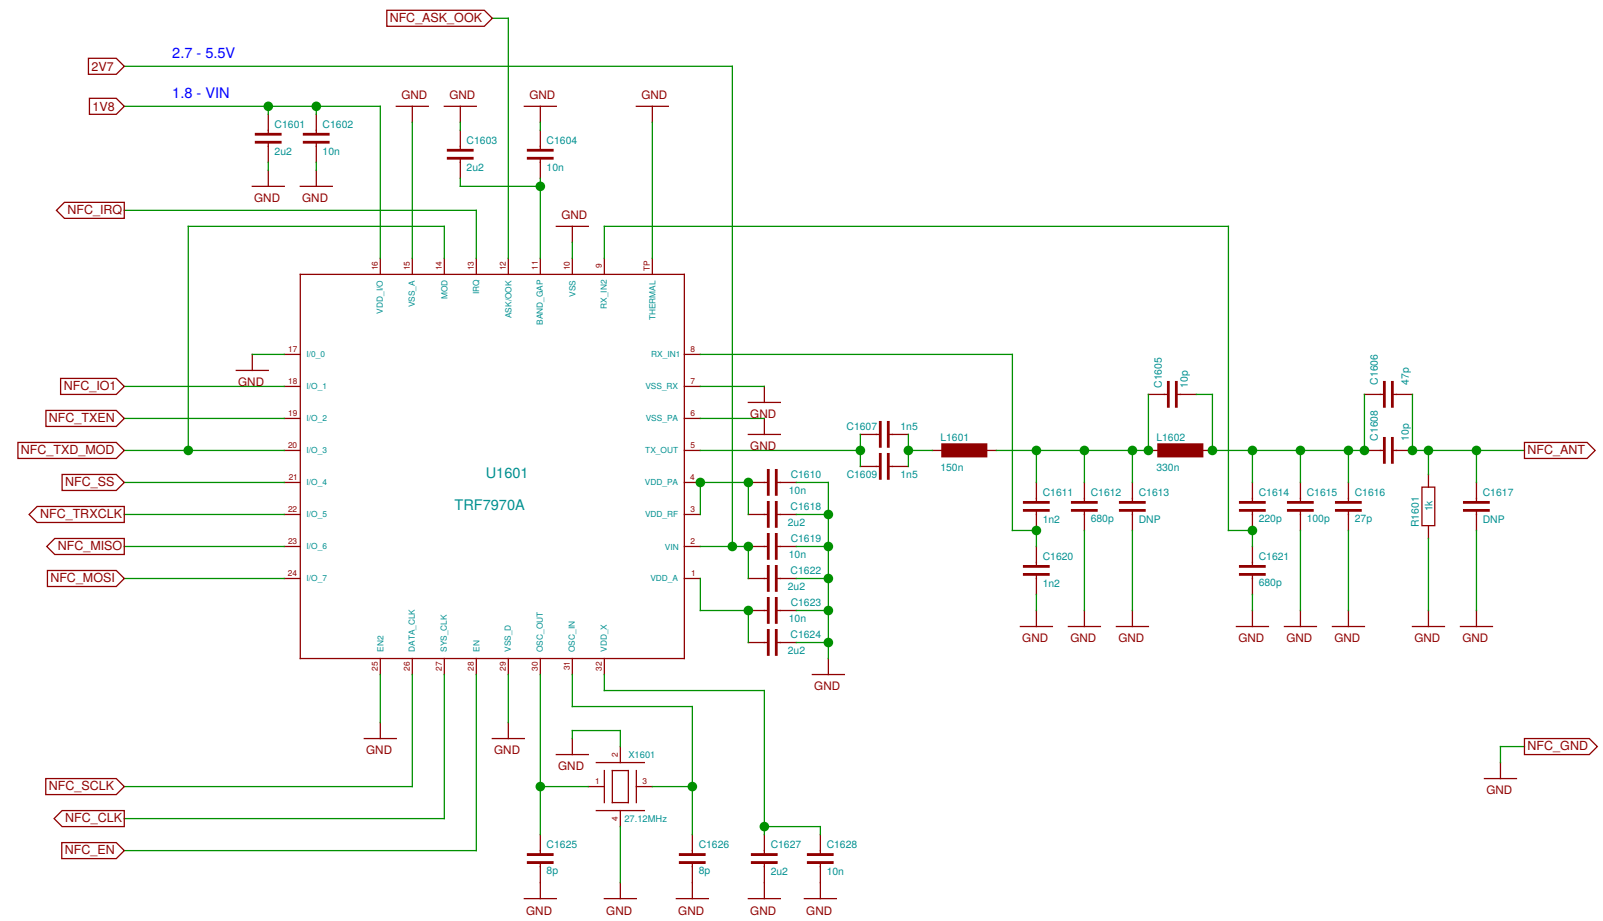 NFC_ASK_OOK
2.7 - 5.5V
2V7
1.8 - VIN
1V8
GND
GND
GND
GND
C1601
2u2
C1602
10n
C1603
2u2
C1604
10n
GND
GND
NFC_IRQ
GND
16
15
14
13
12
11
10
9
TP
VDD_I/O
VSS_A
MOD
IRQ
ASK/OOK
BAND_GAP
VSS
RX_IN2
THERMAL
17
I/0_0
GND
NFC_IO1
18
I/O_1
NFC_TXEN
19
I/O_2
NFC_TXD_MOD
20
I/O_3
NFC_SS
21
I/O_4
NFC_TRXCLK
22
I/O_5
NFC_MISO
23
I/O_6
NFC_MOSI
24
I/O_7
U1601
TRF7970A
RX_IN1
8
VSS_RX
7
GND
VSS_PA
6
GND
TX_OUT
5
VDD_PA
4
VDD_RF
3
VIN
2
VDD_A
1
C1607
1n5
C1609
1n5
L1601
150n
C1605
10p
L1602
330n
C1606
47p
C1608
10p
NFC_ANT
C1610
10n
C1618
2u2
C1619
10n
C1622
2u2
C1623
10n
C1624
2u2
GND
C1611
1n2
C1612
680p
C1613
DNP
C1614
220p
C1615
100p
C1616
27p
R1601
1k
C1617
DNP
C1620
1n2
C1621
680p
GND
GND
GND
GND
GND
GND
GND
GND
EN2
DATA_CLK
SYS_CLK
EN
VSS_D
OSC_OUT
OSC_IN
VDD_X
25
26
27
28
29
30
31
32
GND
GND
GND
X1601
2
1
3
4
27.12MHz
NFC_GND
GND
NFC_SCLK
NFC_CLK
NFC_EN
C1625
8p
C1626
8p
C1627
2u2
C1628
10n
GND
GND
GND
GND
GND